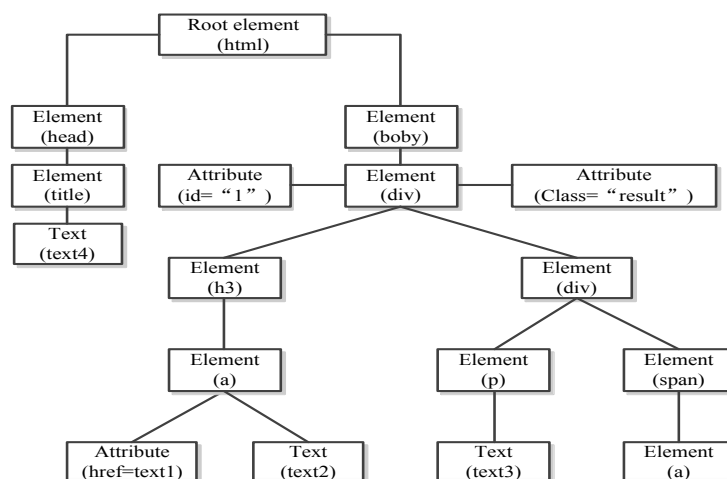 Root element
(html)
Element
(head)
Element
(boby)
Element
(title)
Attribute
(id=“1”)
Element
(div)
Attribute
(Class=“result”)
Text
(text4)
Element
(h3)
Element
(div)
Element
(a)
Element
(p)
Element
(span)
Attribute
(href=text1)
Text
(text2)
Text
(text3)
Element
(a)